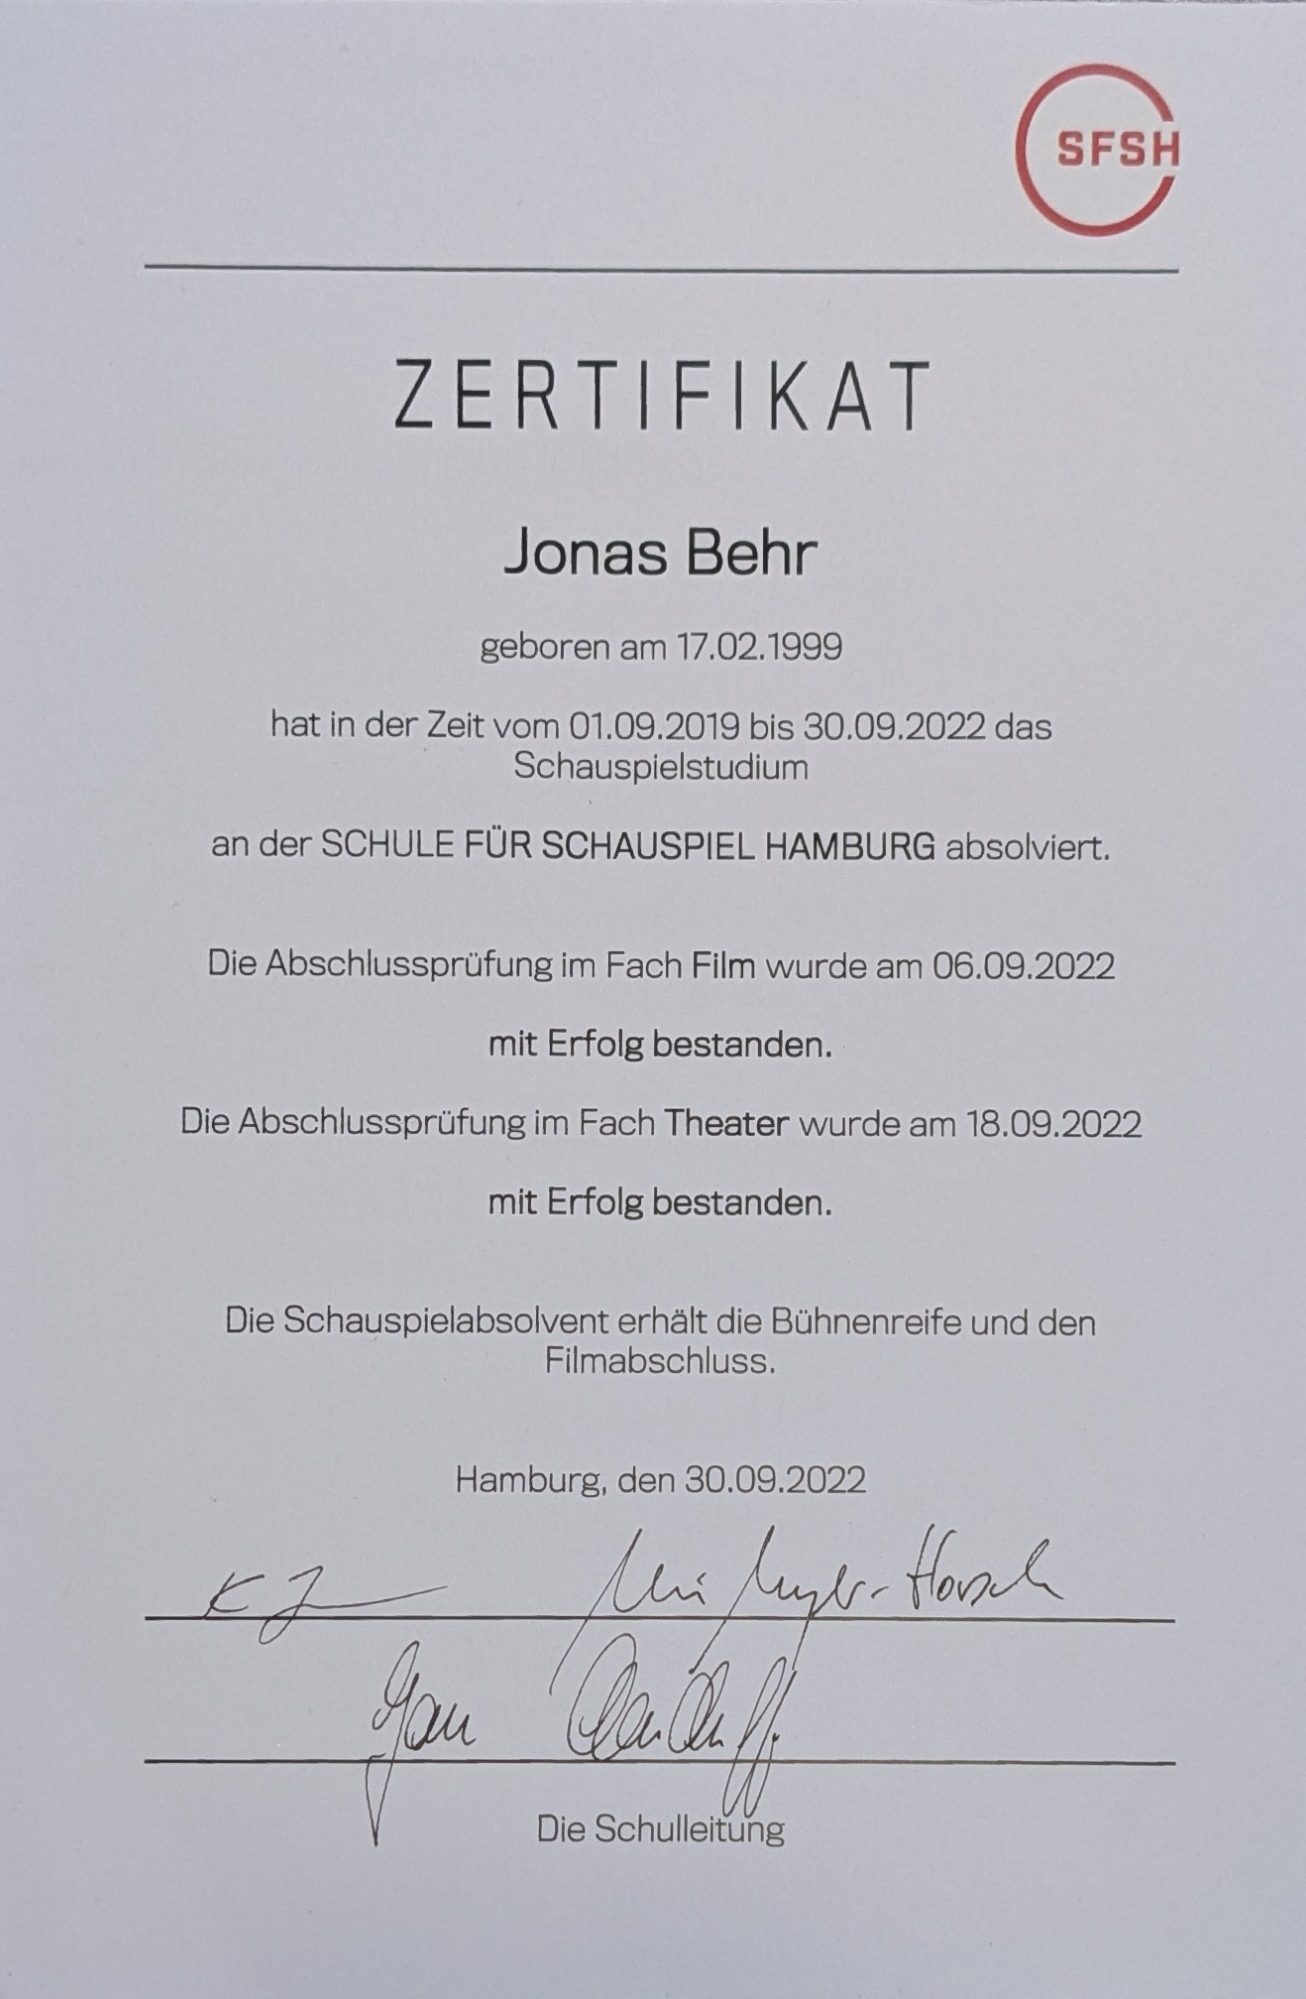 SFSH
ZERTIFIKAT
Jonas Behr
geboren am 17.02.1999
hat in der Zeit vom 01.09.2019 bis 30.09.2022 das
Schauspielstudium
an der SCHULE FÜR SCHAUSPIEL HAMBURG absolviert.
Die Abschlussprüfung im Fach Film wurde am 06.09.2022
mit Erfolg bestanden.
Die Abschlussprüfung im Fach Theater wurde am 18.09.2022
mit Erfolg bestanden.
Die Schauspielabsolvent erhält die Bühnenreife und den
Filmabschluss.
Hamburg, den 30.09.2022
Die Schulleitung